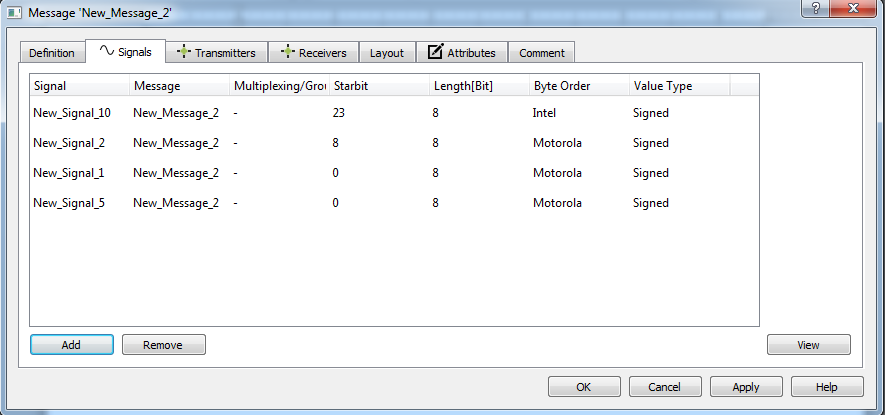 Message 'New_Message_2'
Definition Signals Transmitters Receivers Layout Attributes Comment
Signal Message Multiplexing/Grou Starbit Length[Bit] Byte Order Value Type
New_Signal_10 New_Message_2 - 23 8 Intel Signed
New_Signal_2 New_Message_2 - 8 8 Motorola Signed
New_Signal_1 New_Message_2 - 0 8 Motorola Signed
New_Signal_5 New_Message_2 - 0 8 Motorola Signed
Add Remove View
OK Cancel Apply Help